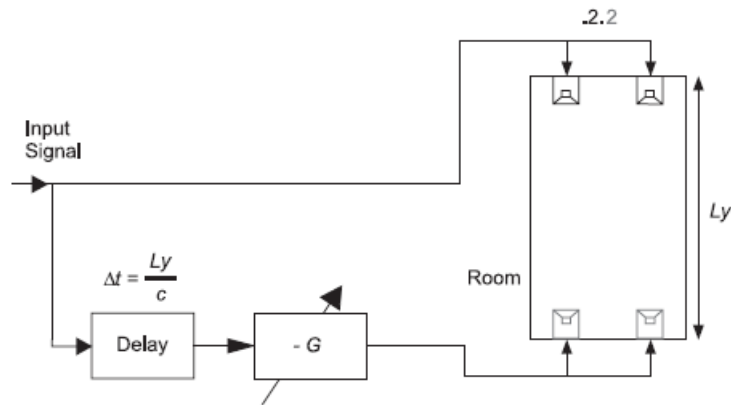 .2.2
Input
Signal
Ly
Δt = Ly
c
Room
Delay
- G